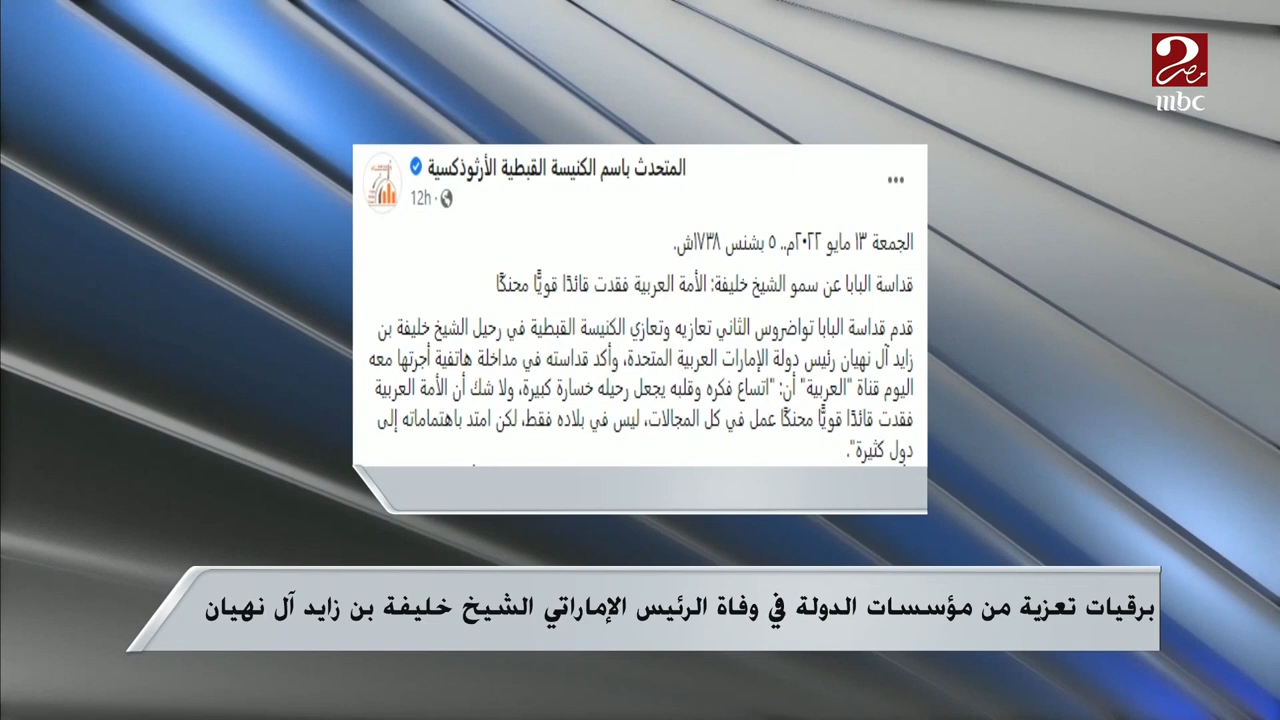 مصر
mbc
المتحدث باسم الكنيسة القبطية الأرثوذكسية
12h ·
الجمعة ١٣ مايو ٢٠٢٢م.. ٥ بشنس ١٧٣٨ش.
قداسة البابا عن سمو الشيخ خليفة: الأمة العربية فقدت قائدًا قويًّا محنكًا
قدم قداسة البابا تواضروس الثاني تعازيه وتعازي الكنيسة القبطية في رحيل الشيخ خليفة بن
زايد آل نهيان رئيس دولة الإمارات العربية المتحدة، وأكد قداسته في مداخلة هاتفية أجرتها معه
اليوم قناة "العربية" أن: "اتساع فكره وقلبه يجعل رحيله خسارة كبيرة، ولا شك أن الأمة العربية
فقدت قائدًا قويًّا محنكًا عمل في كل المجالات، ليس في بلاده فقط، لكن امتد باهتماماته إلى
دول كثيرة".
برقيات تعزية من مؤسسات الدولة في وفاة الرئيس الإماراتي الشيخ خليفة بن زايد آل نهيان